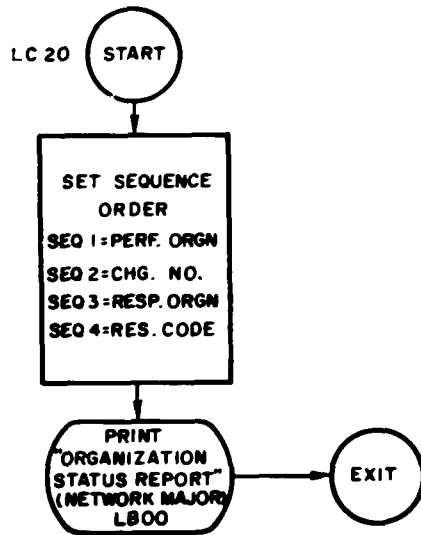 LC 20
START
SET SEQUENCE
ORDER
SEQ 1=PERF. ORGN
SEQ 2=CHG. NO.
SEQ 3=RESP. ORGN
SEQ 4=RES. CODE
PRINT
"ORGANIZATION
STATUS REPORT"
(NETWORK MAJOR)
LB00
EXIT